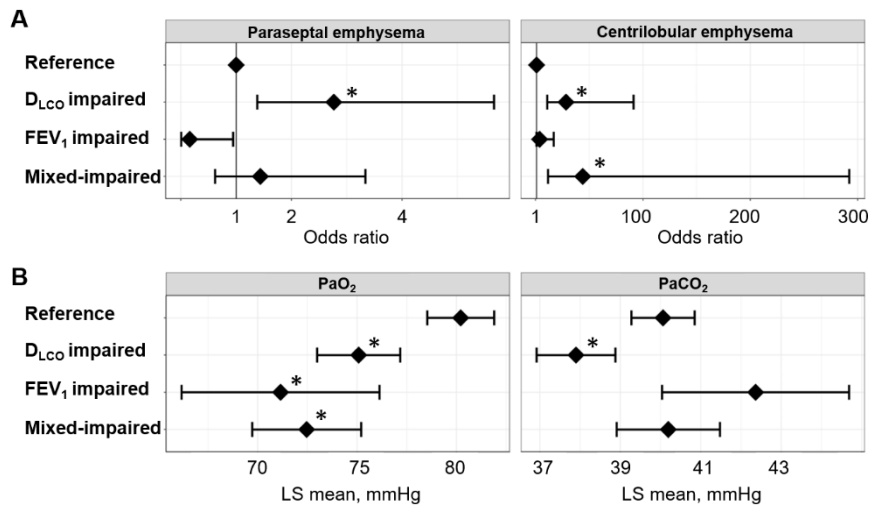 A
Paraseptal emphysema
Centrilobular emphysema
Reference
DLCO impaired
*
*
FEV1 impaired
Mixed-impaired
*
1 2 4
1 100 200 300
Odds ratio
Odds ratio
B
PaO2
PaCO2
Reference
DLCO impaired
*
*
FEV1 impaired
*
Mixed-impaired
*
70 75 80
37 39 41 43
LS mean, mmHg
LS mean, mmHg